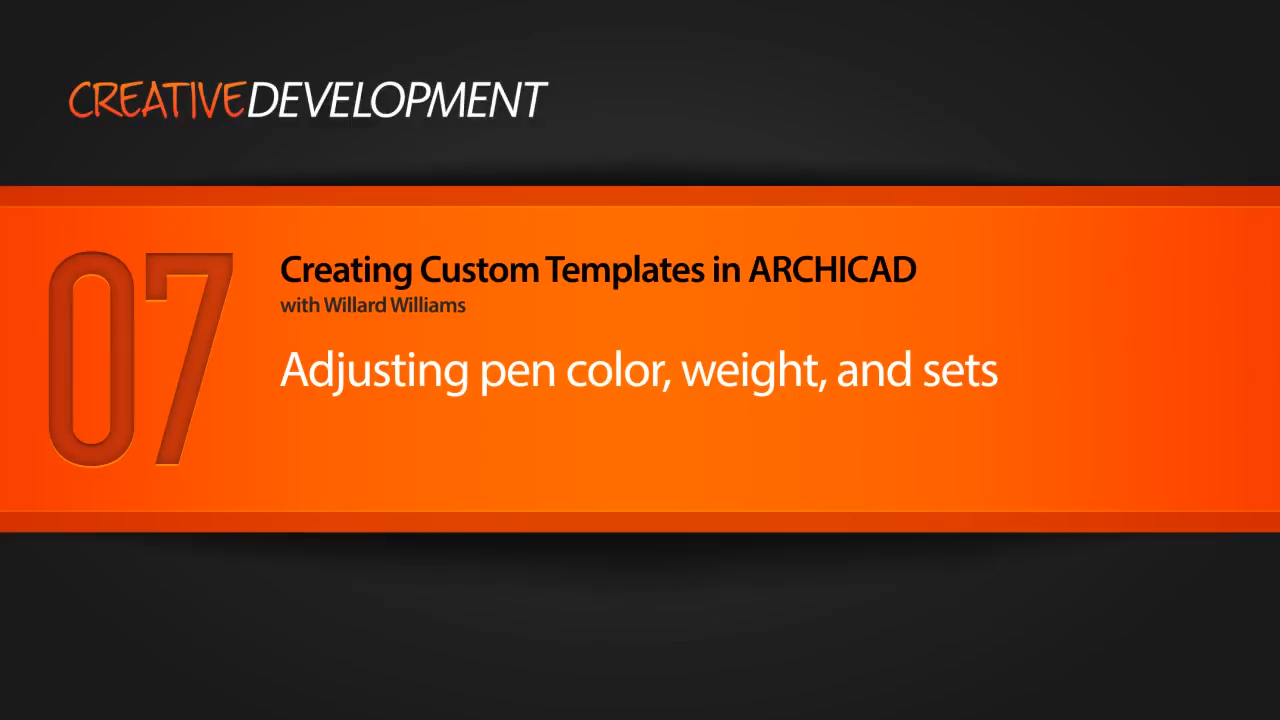 CREATIVEDEVELOPMENT
07
Creating Custom Templates in ARCHICAD
with Willard Williams
Adjusting pen color, weight, and sets